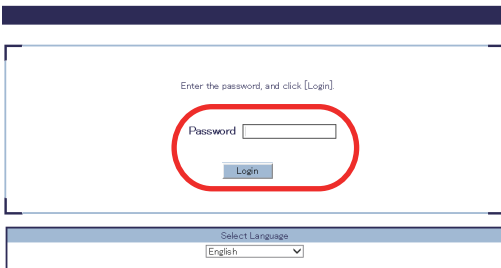 Enter the password, and click [Login].
Password
Login
Select Language
English